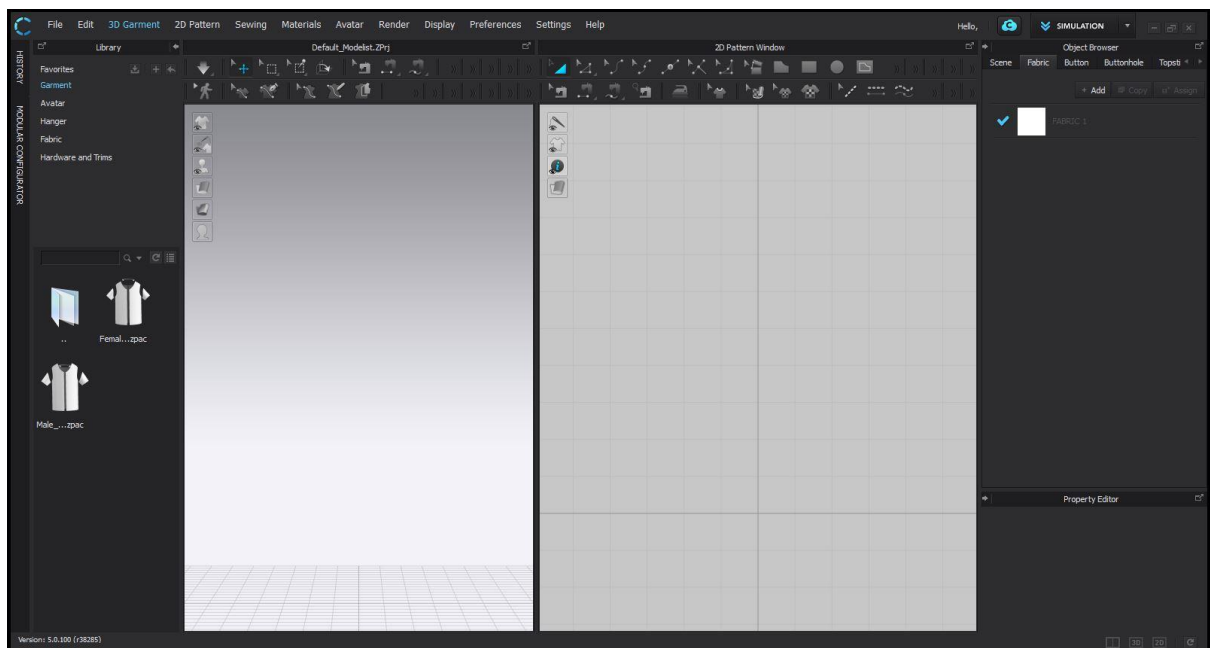 File Edit 3D Garment 2D Pattern Sewing Materials Avatar Render Display Preferences Settings Help Hello, SIMULATION
HISTORY
MODULAR CONFIGURATOR
Library
Default_Modelist.ZPrj
2D Pattern Window
Object Browser
Favorites
Garment
Avatar
Hanger
Fabric
Hardware and Trims
Scene Fabric Button Buttonhole Topsti
+ Add Copy Assign
FABRIC 1
..
Femal...zpac
Male_...zpac
Property Editor
Version: 5.0.100 (r38285)
3D 2D